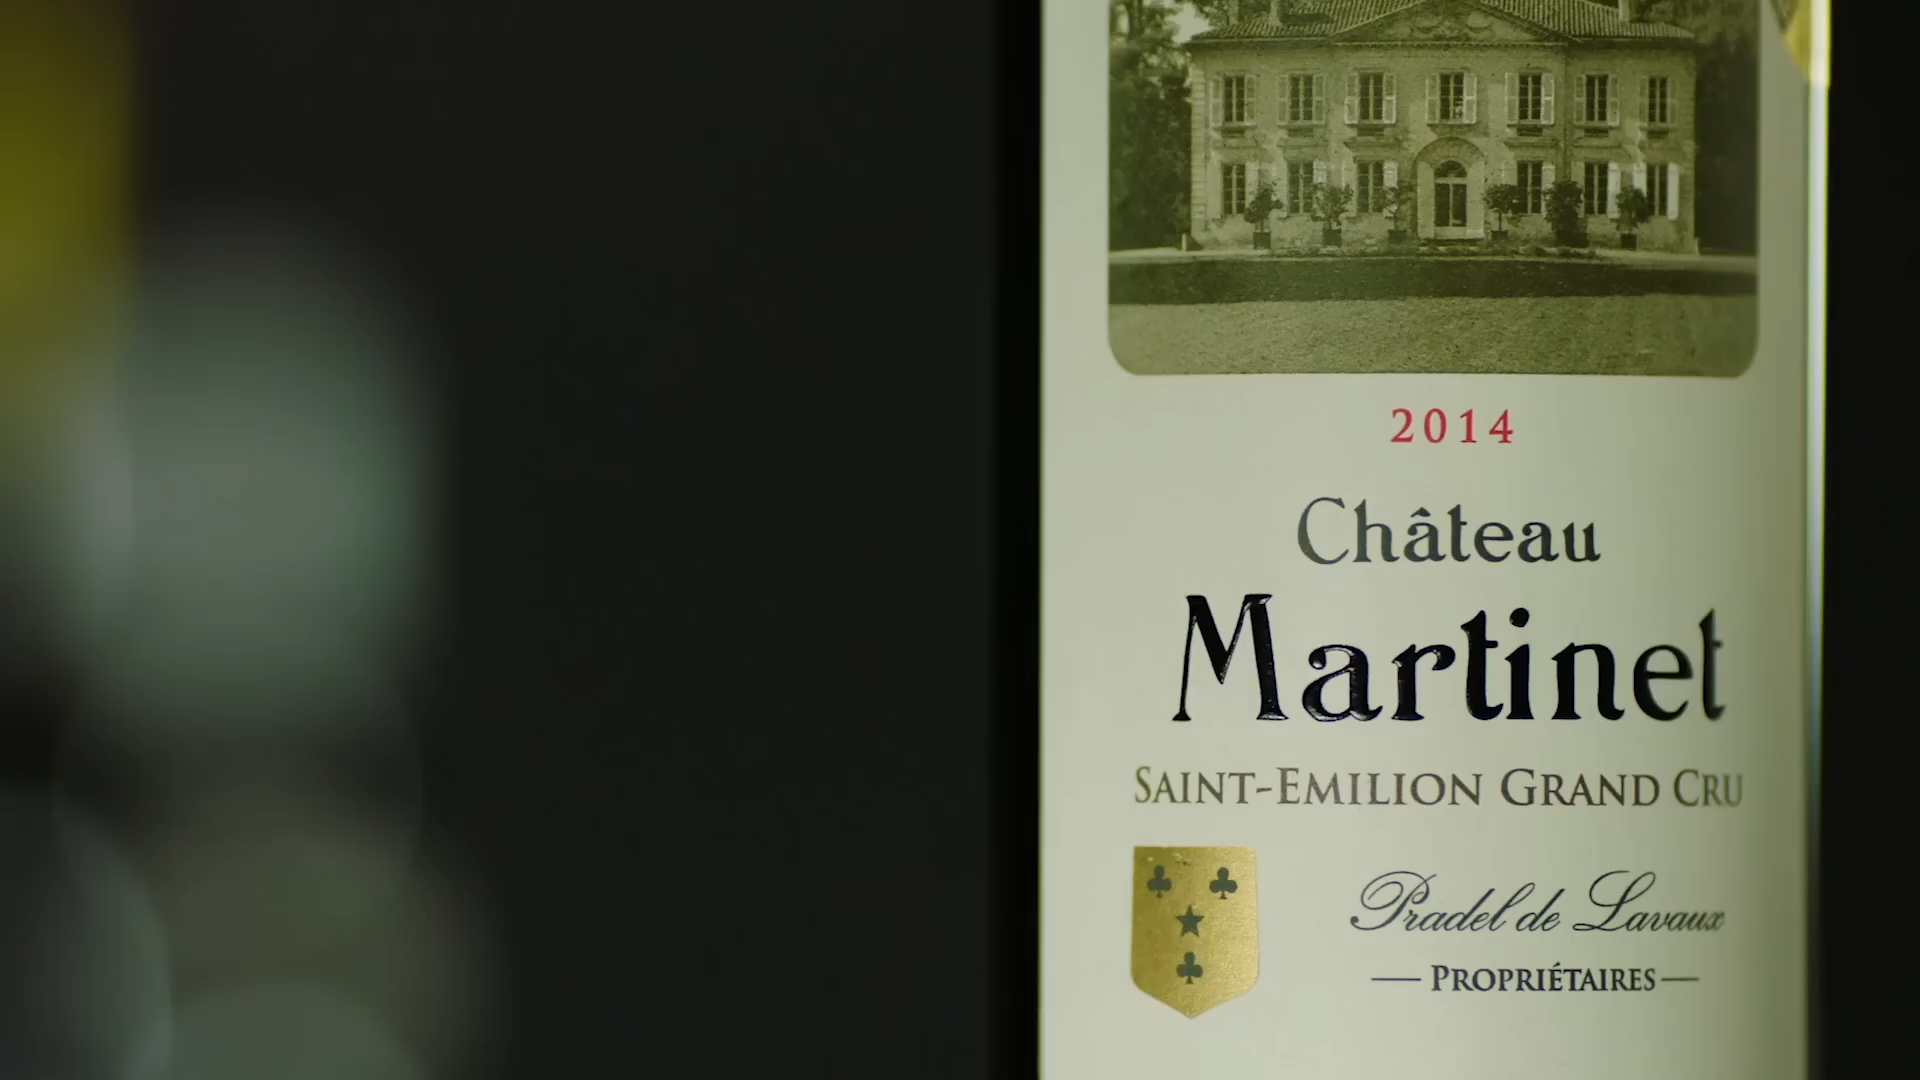 2014
Château
Martinet
SAINT-EMILION GRAND CRU
Pradel de Lavaux
PROPRIÉTAIRES